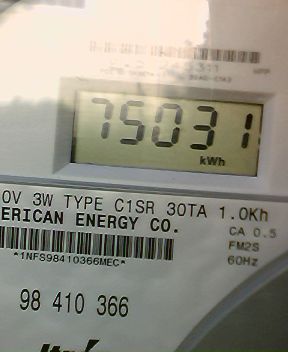 75031
kWh
0V 3W TYPE C1SR 30TA 1.0Kh
ERICAN ENERGY CO.
CA 0.5
FM2S
*1NFS98410366MEC*
60Hz
98 410 366